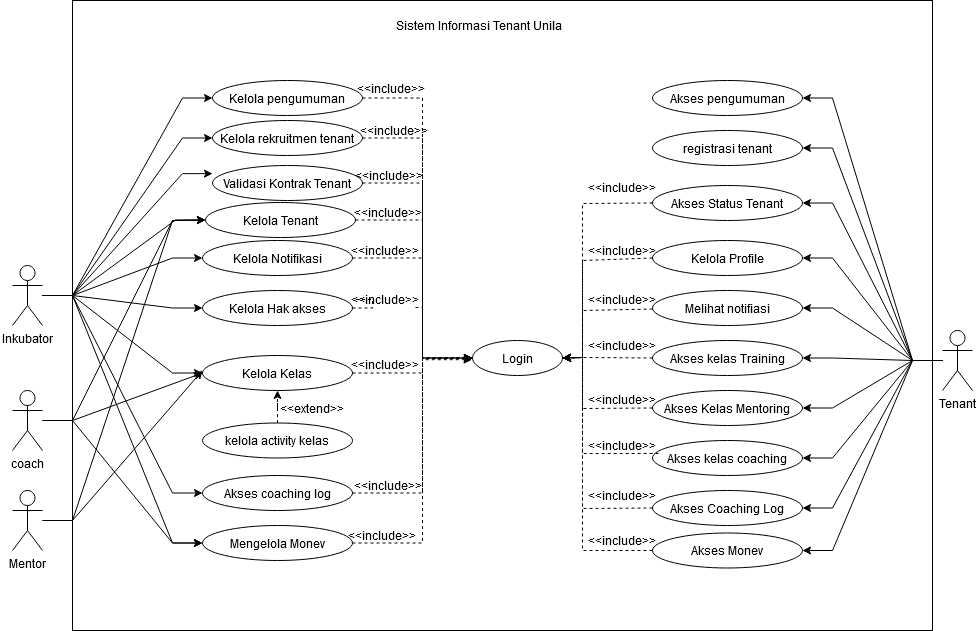 Sistem Informasi Tenant Unila
Kelola pengumuman
<<include>>
Kelola rekruitmen tenant
<<include>>
Validasi Kontrak Tenant
<<include>>
Kelola Tenant
<<include>>
Kelola Notifikasi
<<include>>
Kelola Hak akses
<<include>>
Kelola Kelas
<<include>>
<<extend>>
kelola activity kelas
Akses coaching log
<<include>>
Mengelola Monev
<<include>>
Inkubator
coach
Mentor
Login
Akses pengumuman
registrasi tenant
<<include>>
Akses Status Tenant
<<include>>
Kelola Profile
<<include>>
Melihat notifiasi
<<include>>
Akses kelas Training
<<include>>
Akses Kelas Mentoring
<<include>>
Akses kelas coaching
<<include>>
Akses Coaching Log
<<include>>
Akses Monev
Tenant